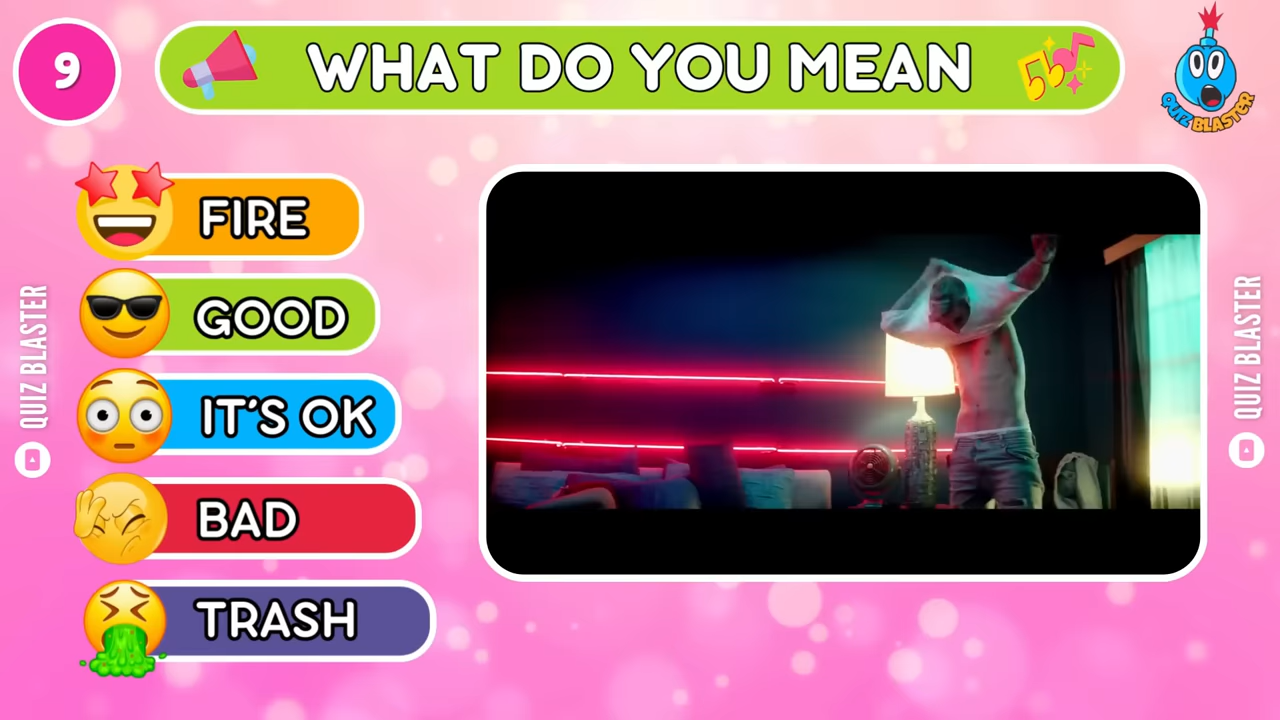 9
WHAT DO YOU MEAN
QUIZ BLASTER
FIRE
GOOD
IT'S OK
BAD
TRASH
QUIZ BLASTER
QUIZ BLASTER